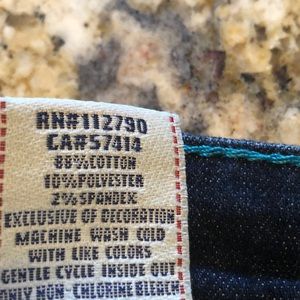 RN#112790
CA#57414
88%COTTON
10%POLYESTER
2%SPANDEX
EXCLUSIVE OF DECORATION
MACHINE WASH COLD
WITH LIKE COLORS
GENTLE CYCLE INSIDE OUT
ONLY NON-CHLORINE BLEACH